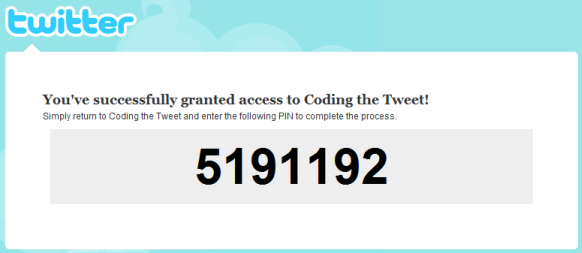 twitter
You've successfully granted access to Coding the Tweet!
Simply return to Coding the Tweet and enter the following PIN to complete the process.
5191192